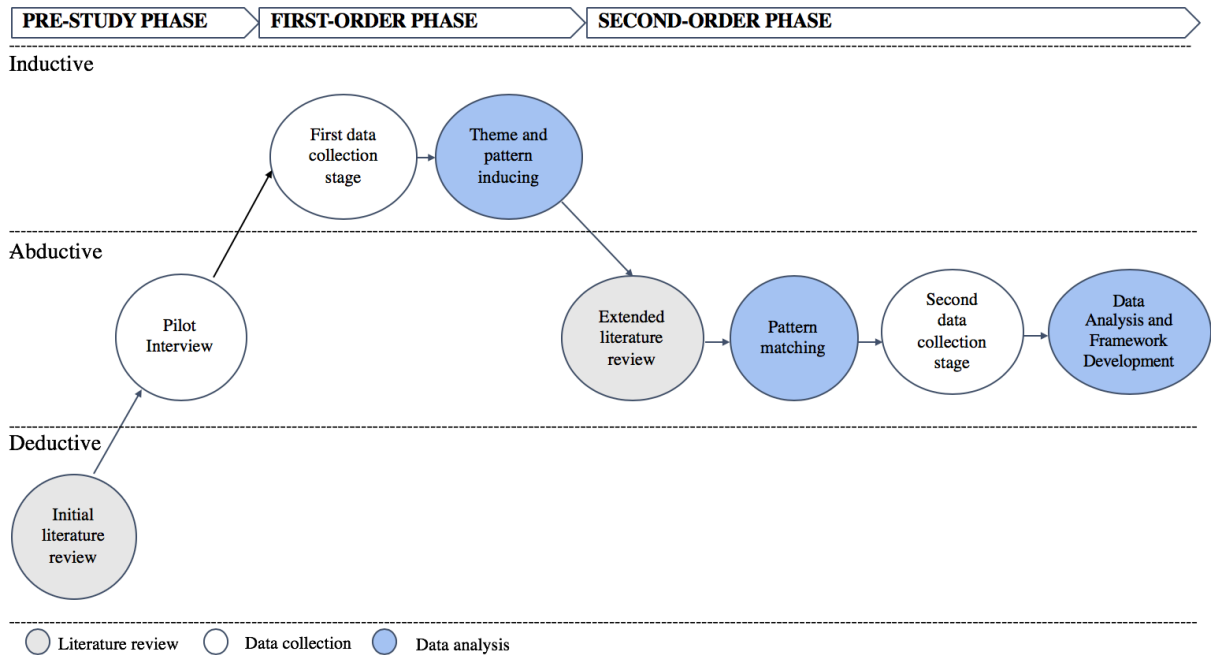 PRE-STUDY PHASE
FIRST-ORDER PHASE
SECOND-ORDER PHASE
Inductive
First data
collection
stage
Theme and
pattern
inducing
Abductive
Pilot
Interview
Extended
literature
review
Pattern
matching
Second
data
collection
stage
Data
Analysis and
Framework
Development
Deductive
Initial
literature
review
Literature review
Data collection
Data analysis